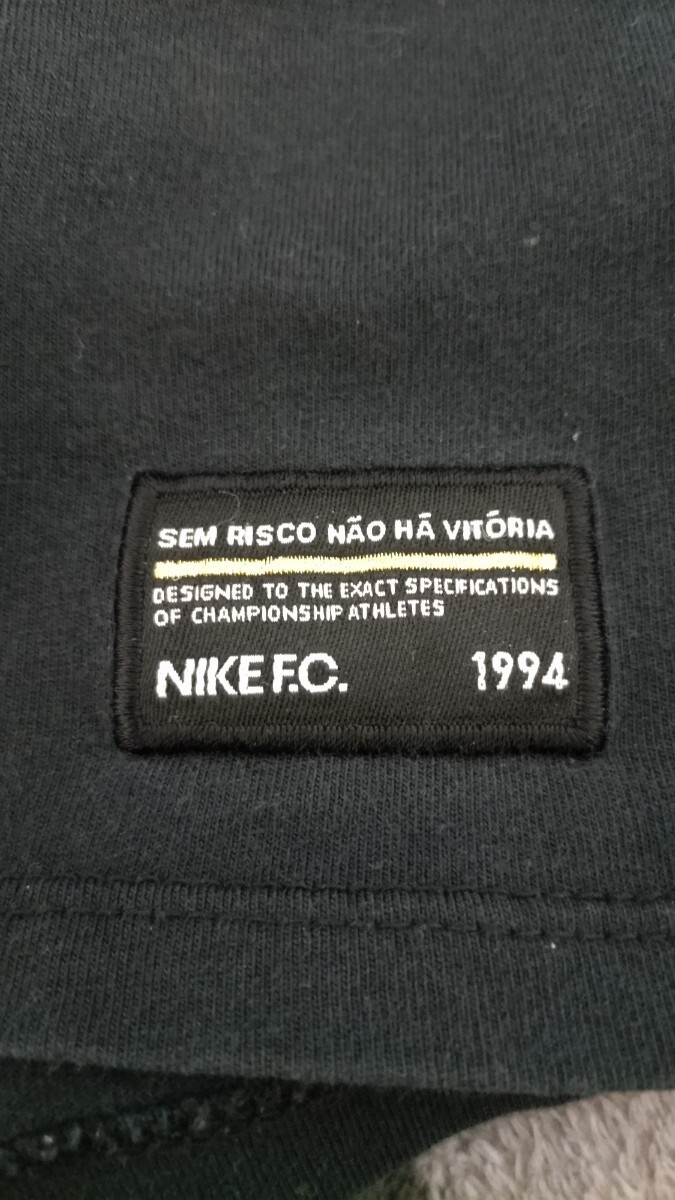 SEM RISCO NÃO HÁ VITÓRIA
DESIGNED TO THE EXACT SPECIFICATIONS
OF CHAMPIONSHIP ATHLETES
NIKE F.C. 1994